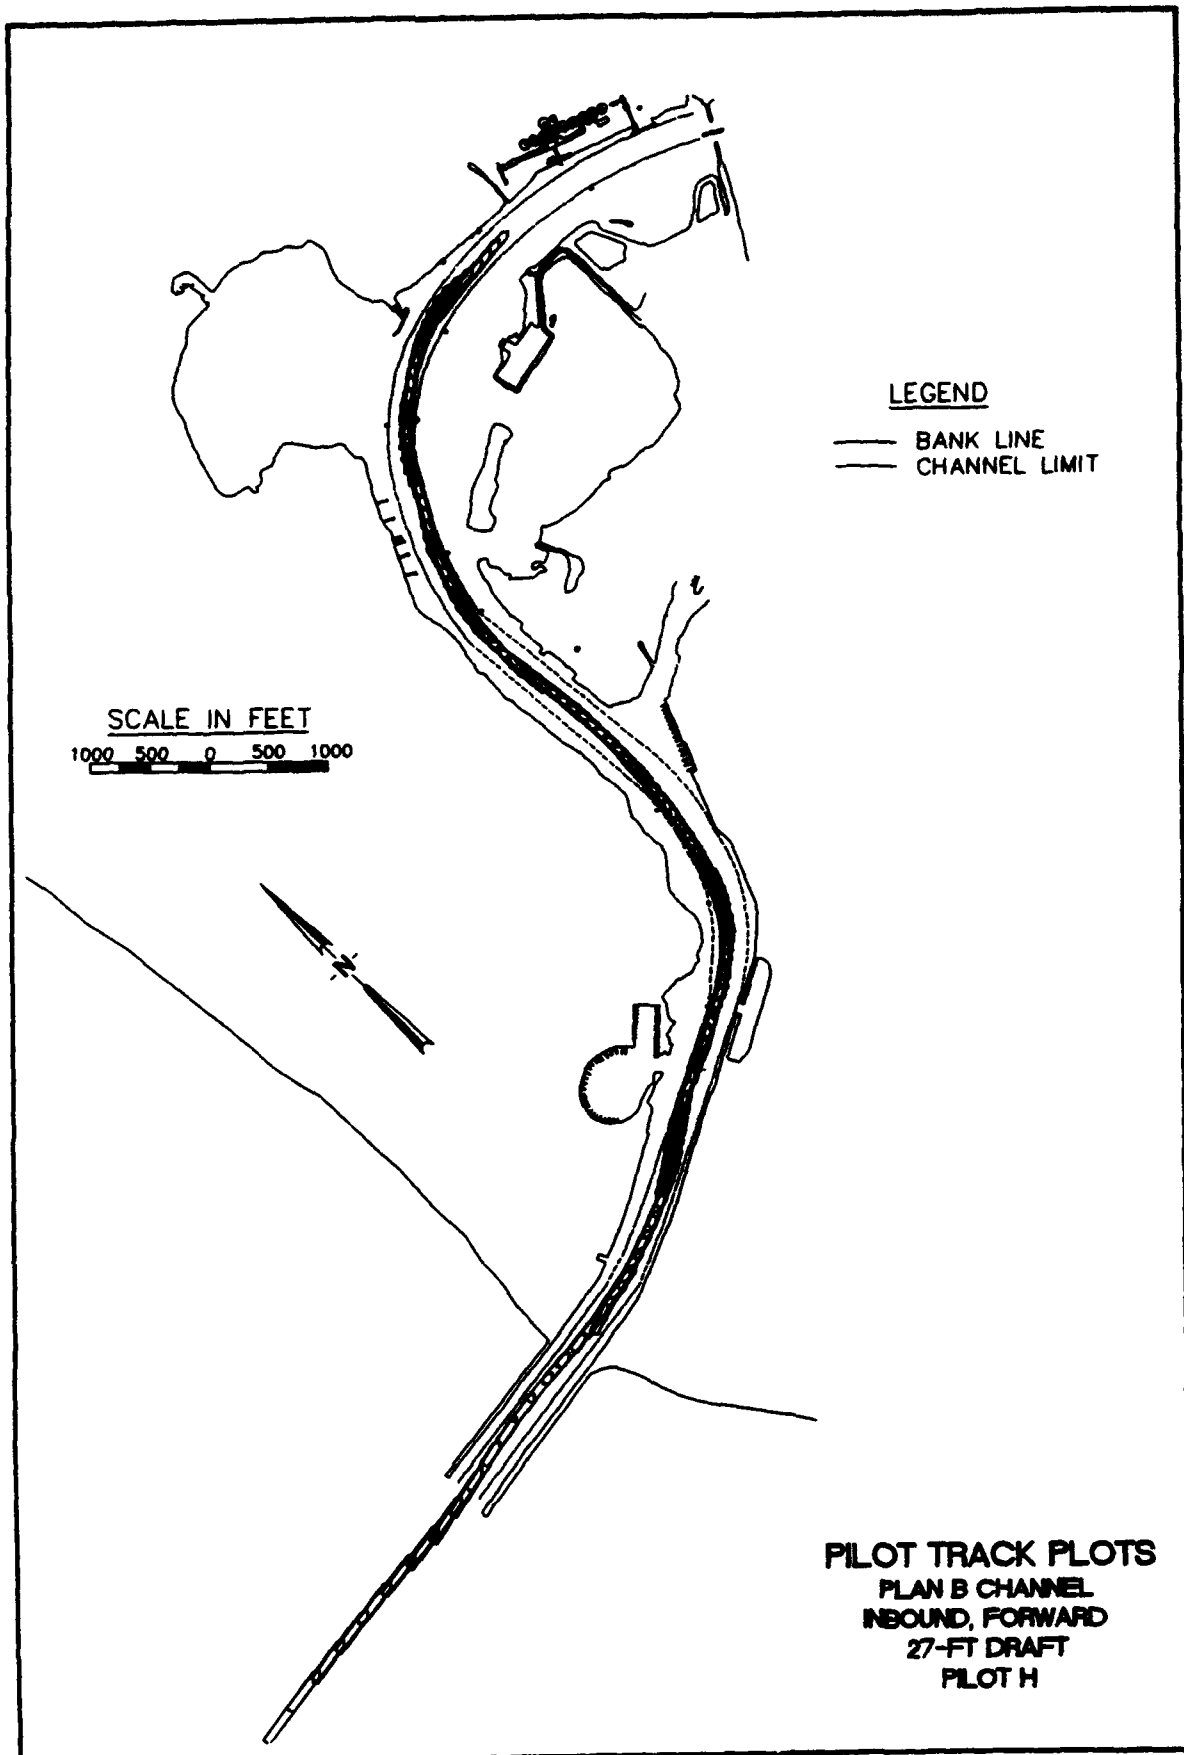 LEGEND
BANK LINE
CHANNEL LIMIT
SCALE IN FEET
1000 500 0 500 1000
N
PILOT TRACK PLOTS
PLAN B CHANNEL
INBOUND, FORWARD
27-FT DRAFT
PILOT H